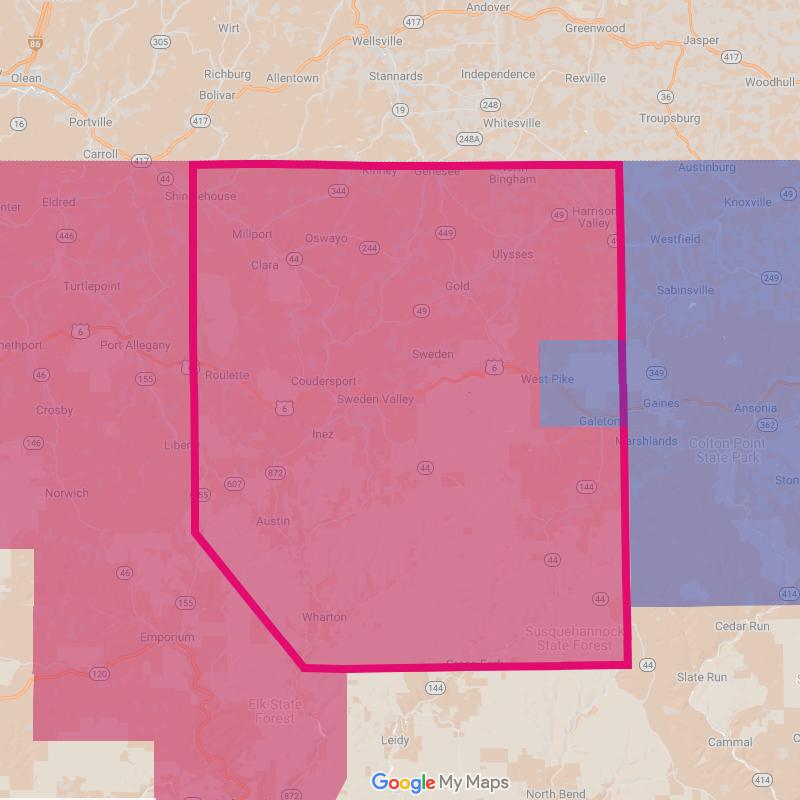 Andover
Wirt
417
Greenwood
86
305
Wellsville
Jasper
417
Olean
Richburg
Allentown
Stannards
Independence
Rexville
Woodhull
Bolivar
36
248
19
Portville
16
417
Whitesville
Troupsburg
248A
Carroll
417
Austinburg
44
Kinney
Genesee
North
Bingham
344
Shinglehouse
49
Eldred
Knoxville
49
Harrison
Valley
446
Millport
Oswayo
449
Westfield
244
Ulysses
Clara
44
249
Turtlepoint
Gold
Sabinsville
49
6
Port Allegany
Sweden
6
349
46
155
Roulette
Coudersport
West Pike
Sweden Valley
Gaines
Ansonia
Crosby
6
Galeton
362
Inez
Marshlands
Colton Point
State Park
146
44
872
607
144
Norwich
Austin
44
46
44
414
155
Wharton
Cedar Run
Emporium
Susquehannock
State Forest
44
120
144
Slate Run
Elk State
Forest
Leidy
Cammal
Google My Maps
414
872
North Bend